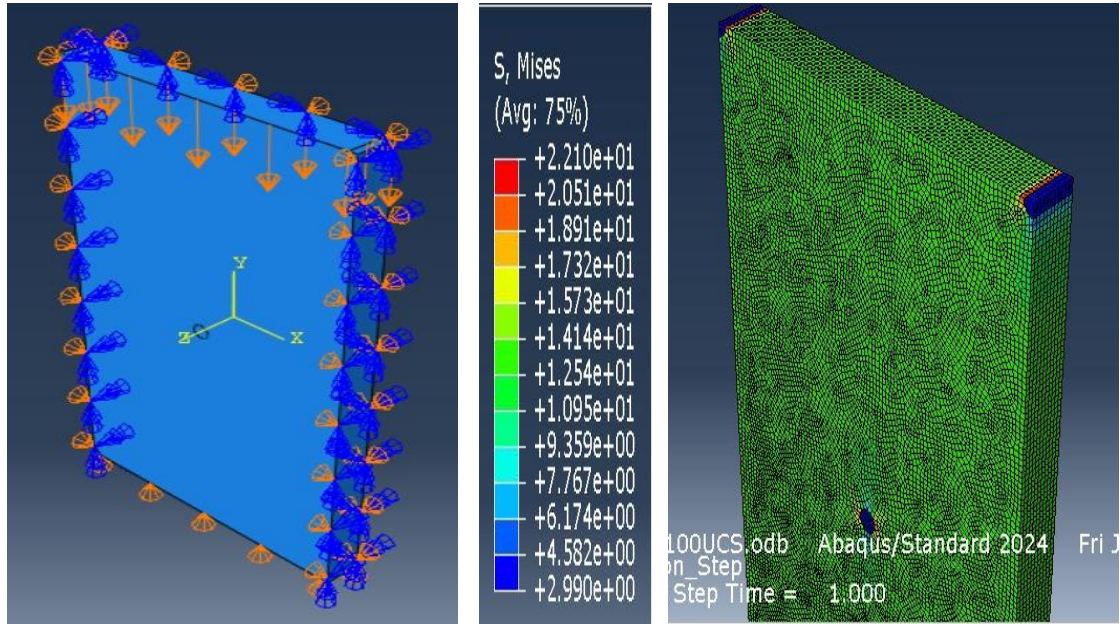 Y
Z
X
S, Mises
(Avg: 75%)
+2.210e+01
+2.051e+01
+1.891e+01
+1.732e+01
+1.573e+01
+1.414e+01
+1.254e+01
+1.095e+01
+9.359e+00
+7.767e+00
+6.174e+00
+4.582e+00
+2.990e+00
100UCS.odb Abaqus/Standard 2024 Fri J
on_Step
Step Time = 1.000